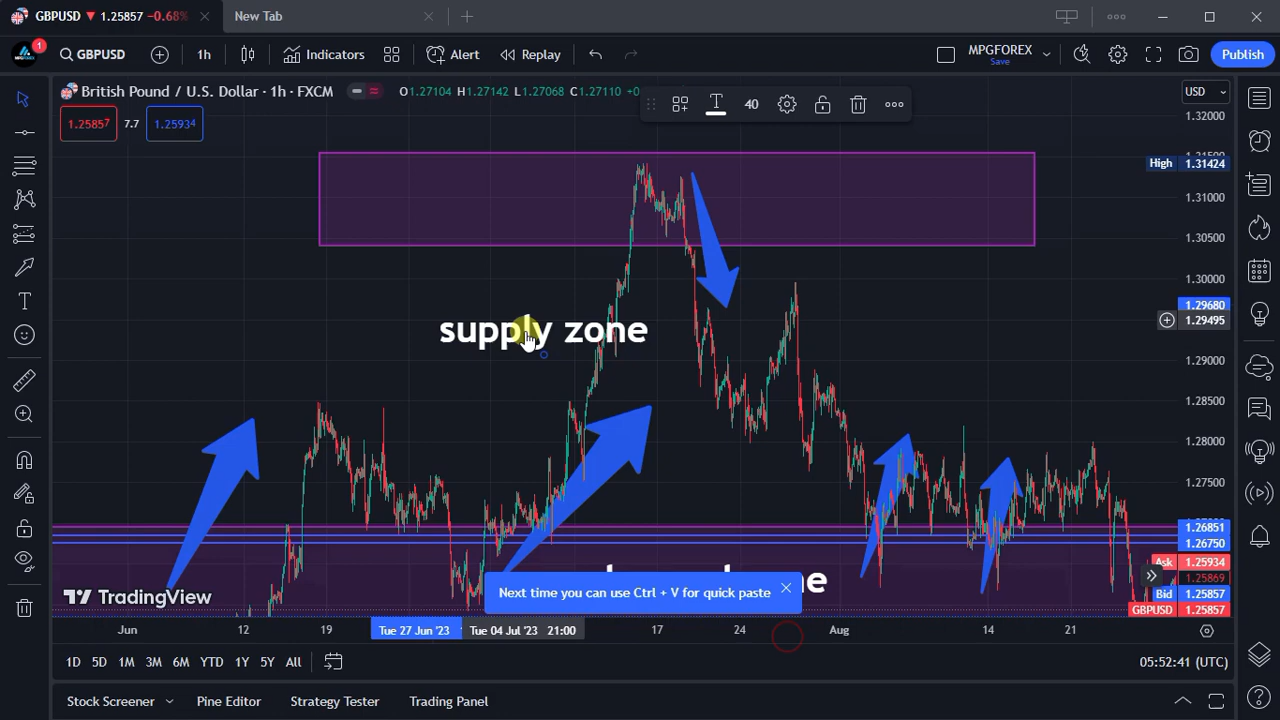 GBPUSD ▼ 1.25857 −0.68%
New Tab
1
GBPUSD
1h
Indicators
Alert
Replay
MPGFOREX
Save
Publish
British Pound / U.S. Dollar · 1h · FXCM
O1.27104 H1.27142 L1.27068 C1.27110
40
USD
1.25857
7.7
1.25934
1.32000
High 1.31424
1.31000
1.30500
1.30000
1.29680
1.29495
1.29000
1.28500
1.28000
1.27500
1.26851
1.26750
Ask 1.25934
1.25869
Bid 1.25857
GBPUSD 1.25857
supply zone
Next time you can use Ctrl + V for quick paste
TradingView
Jun
12
19
Tue 27 Jun '23
Tue 04 Jul '23 21:00
17
24
Aug
14
21
1D 5D 1M 3M 6M YTD 1Y 5Y All
05:52:41 (UTC)
Stock Screener
Pine Editor
Strategy Tester
Trading Panel